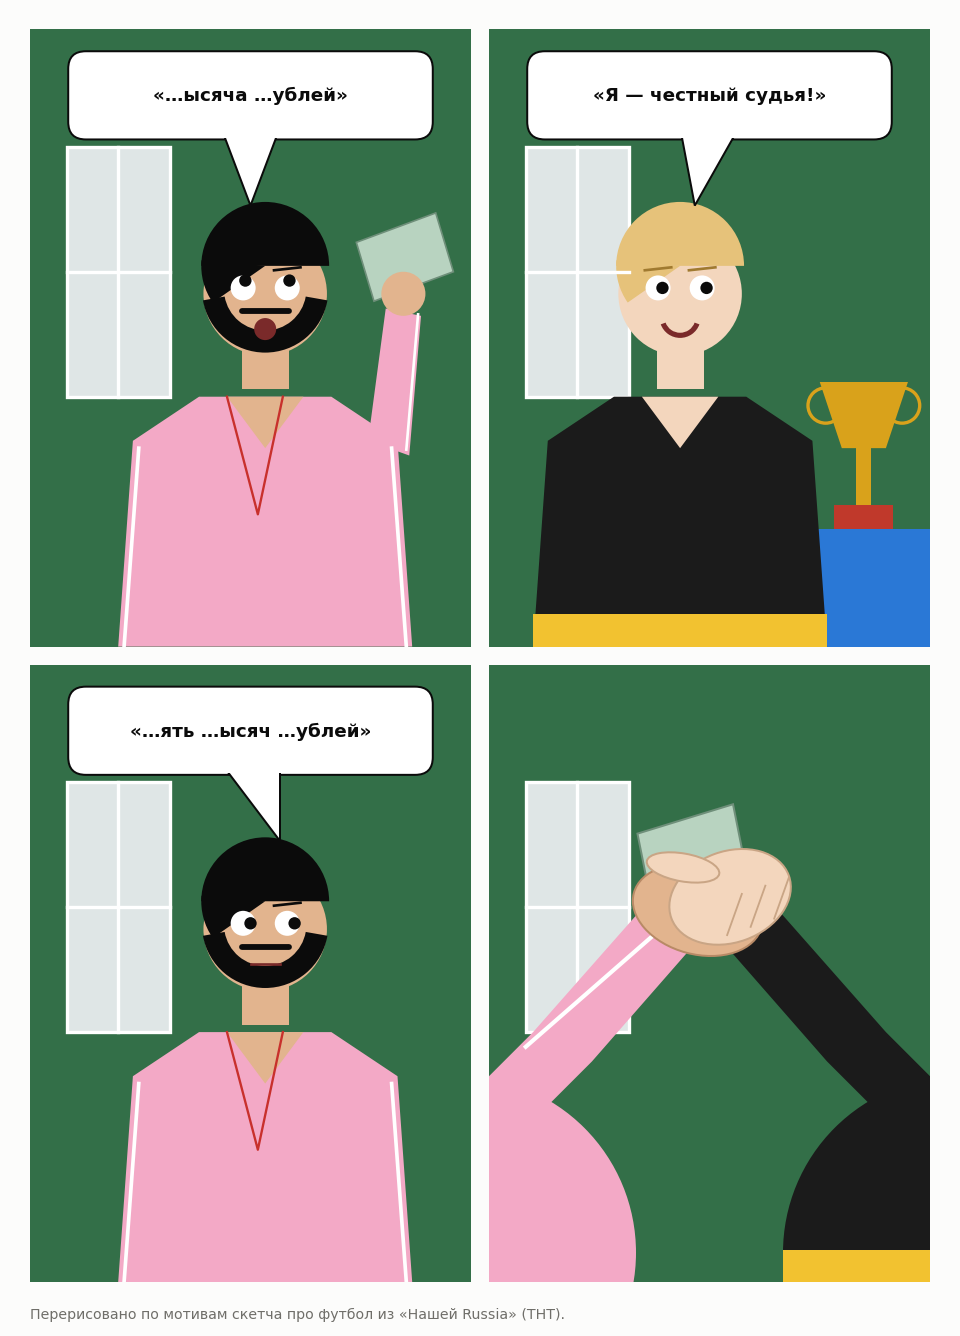 «…ысяча …ублей»
«Я — честный судья!»
«…ять …ысяч …ублей»
Перерисовано по мотивам скетча про футбол из «Нашей Russia» (ТНТ).